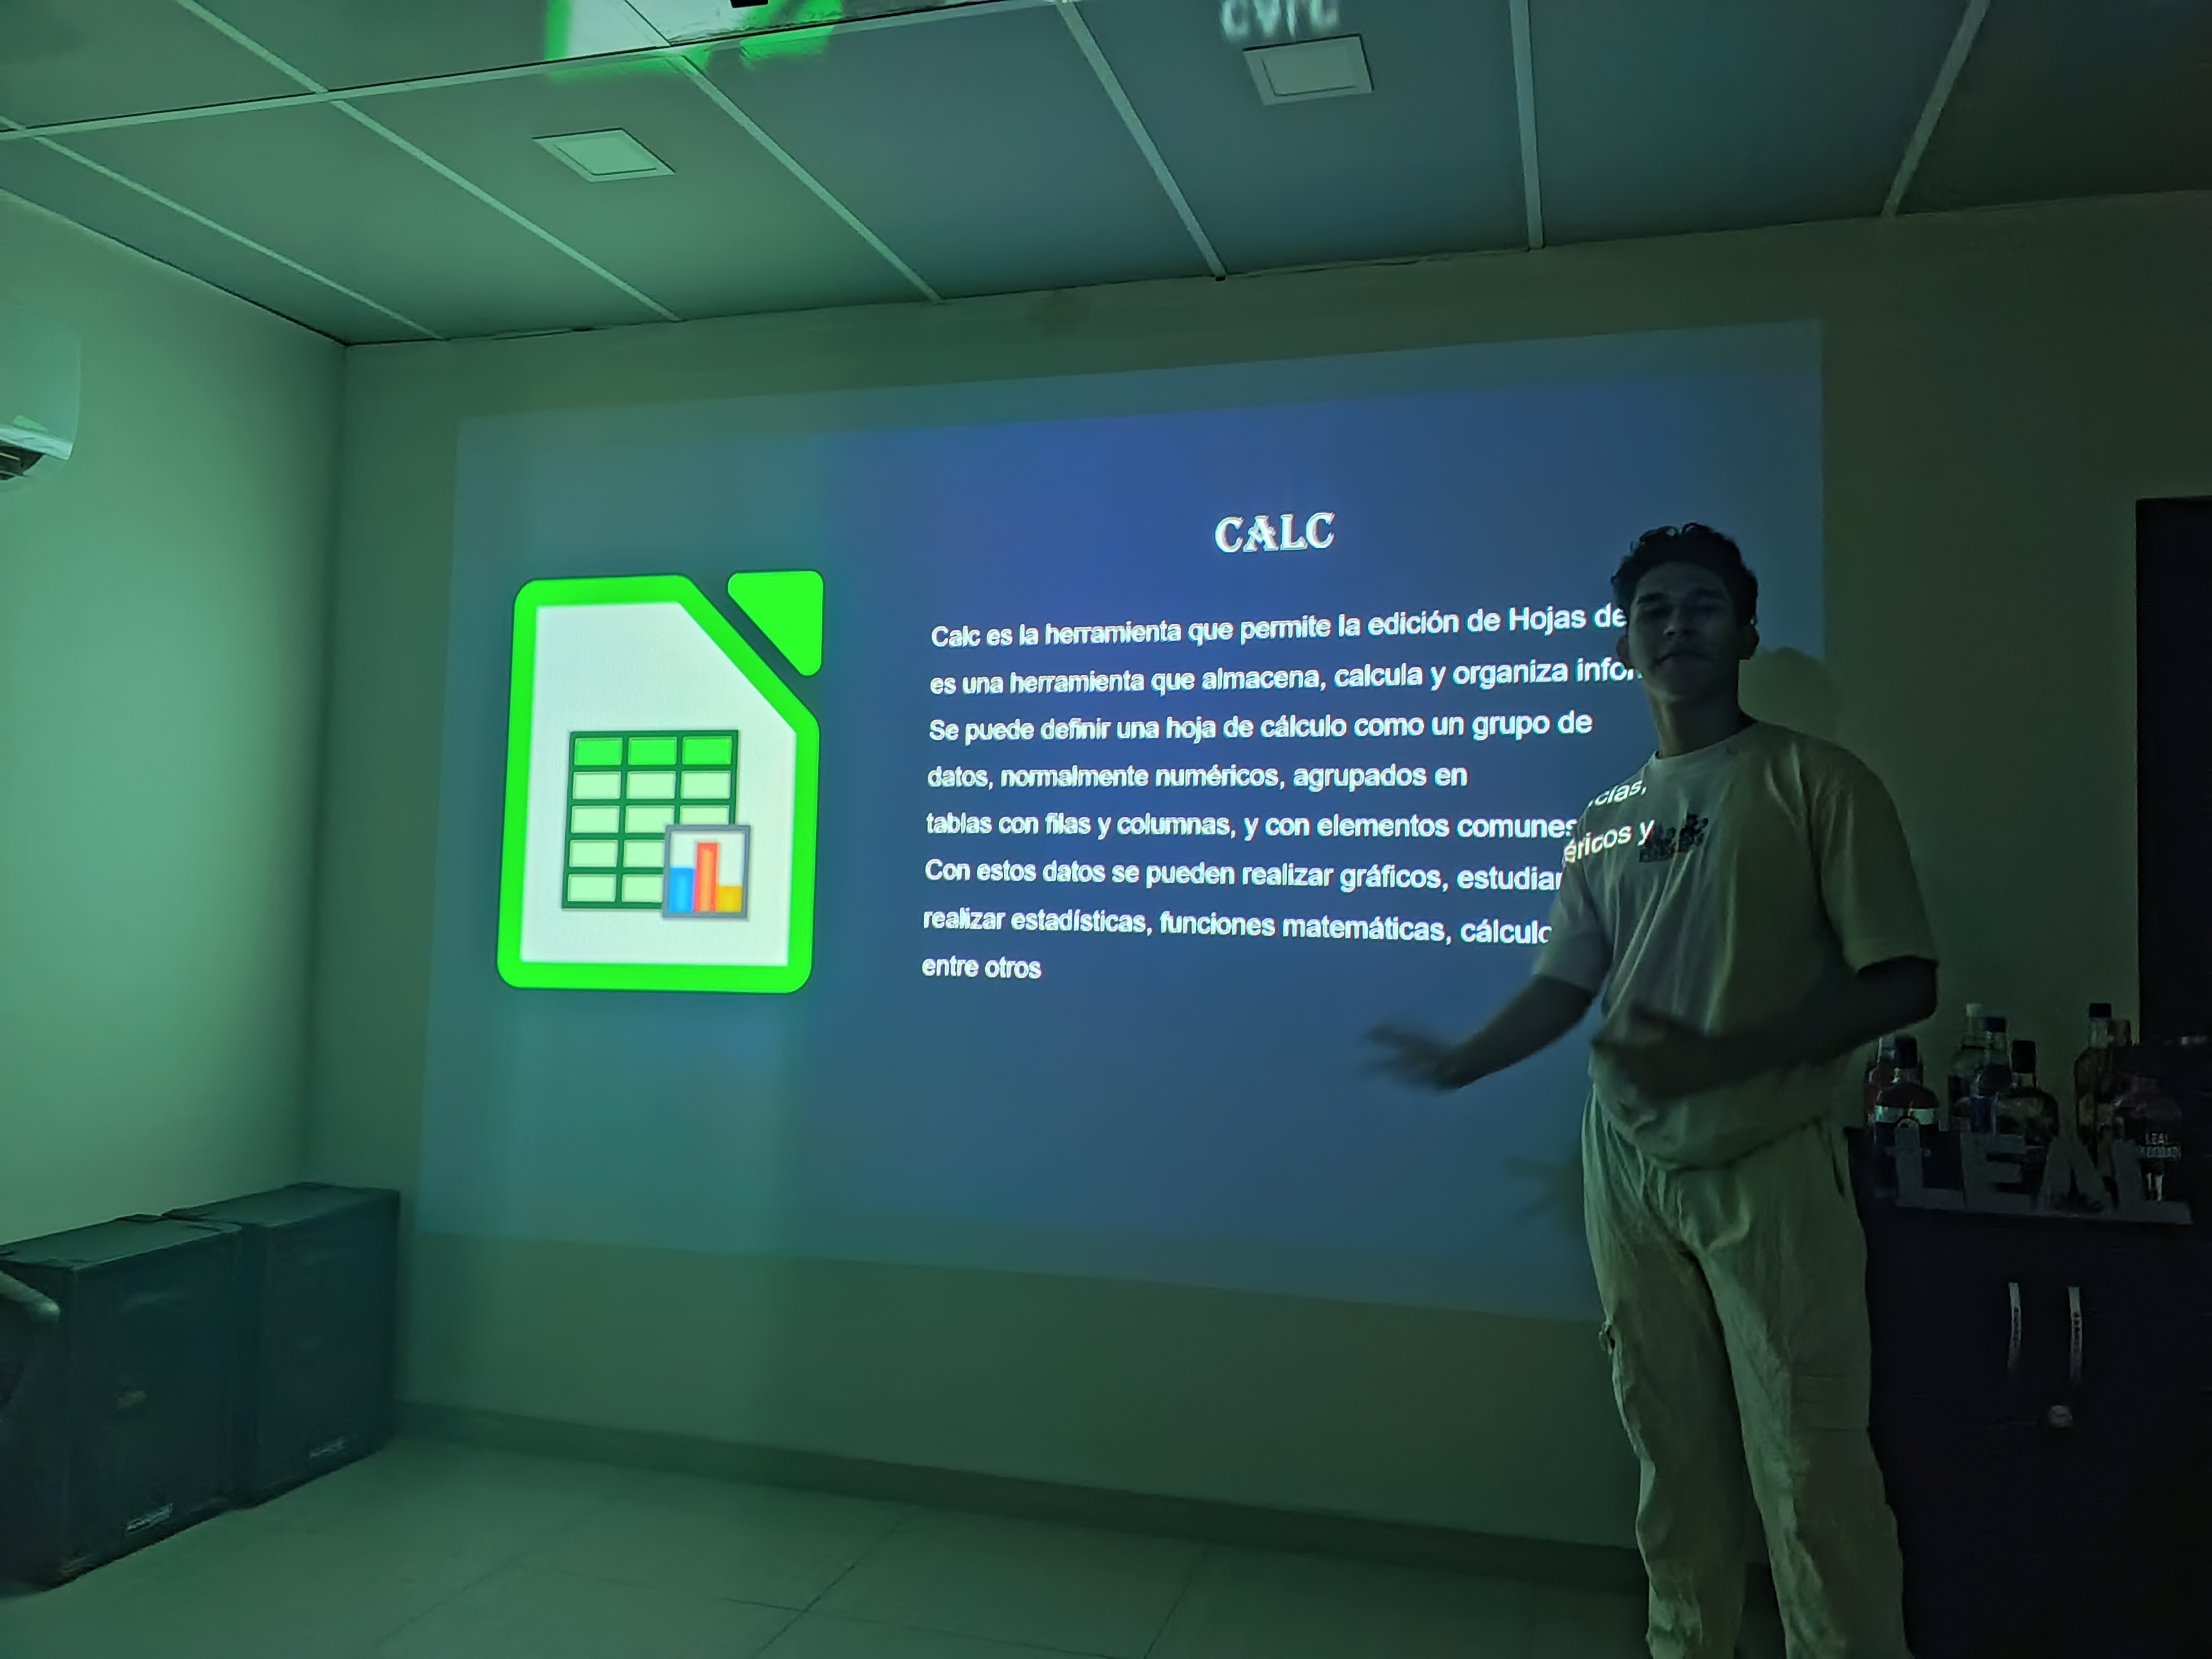 CALC
Calc es la herramienta que permite la edición de Hojas de
es una herramienta que almacena, calcula y organiza
Se puede definir una hoja de cálculo como un grupo de
datos, normalmente numéricos, agrupados en
tablas con filas y columnas, y con elementos comunes
Con estos datos se pueden realizar gráficos, estudiar
realizar estadísticas, funciones matemáticas,
entre otros
LEAL
LEAL